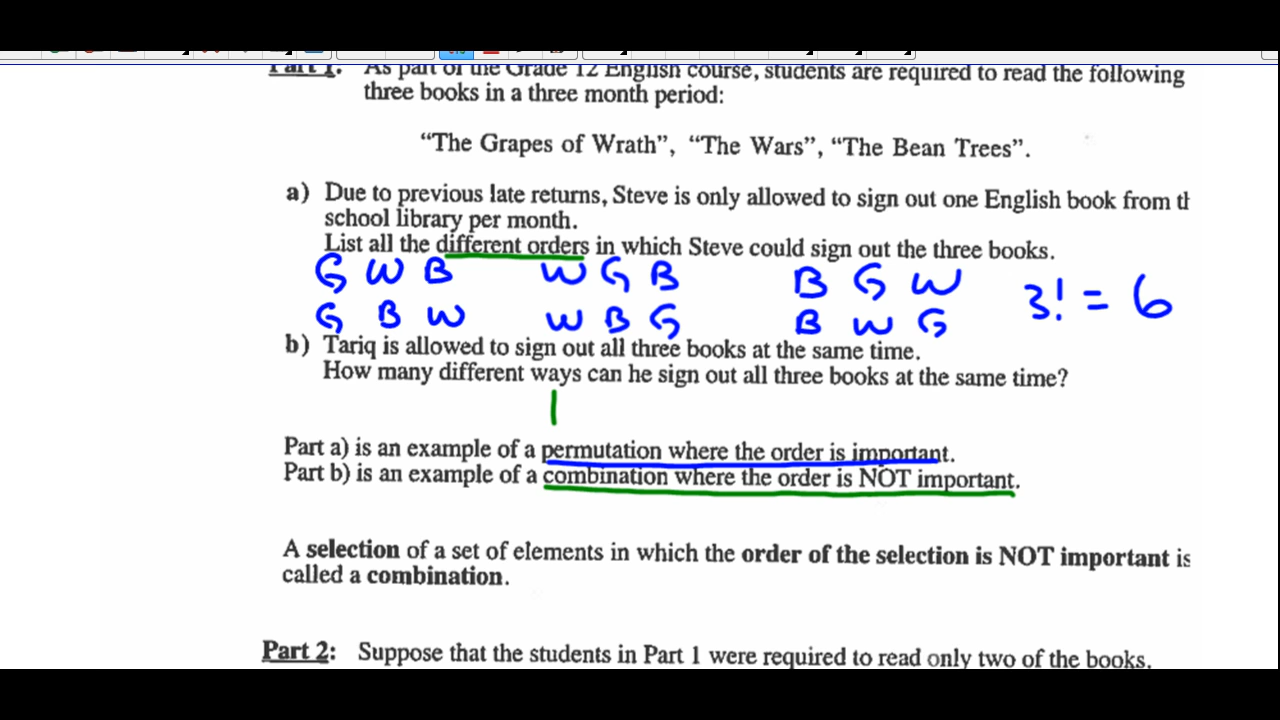 Part 1: As part of the Grade 12 English course, students are required to read the following
three books in a three month period:
“The Grapes of Wrath”, “The Wars”, “The Bean Trees”.
a) Due to previous late returns, Steve is only allowed to sign out one English book from th
school library per month.
List all the different orders in which Steve could sign out the three books.
G W B W G B B G W 3! = 6
G B W W B G B W G
b) Tariq is allowed to sign out all three books at the same time.
How many different ways can he sign out all three books at the same time?
1
Part a) is an example of a permutation where the order is important.
Part b) is an example of a combination where the order is NOT important.
A selection of a set of elements in which the order of the selection is NOT important is
called a combination.
Part 2: Suppose that the students in Part 1 were required to read only two of the books.